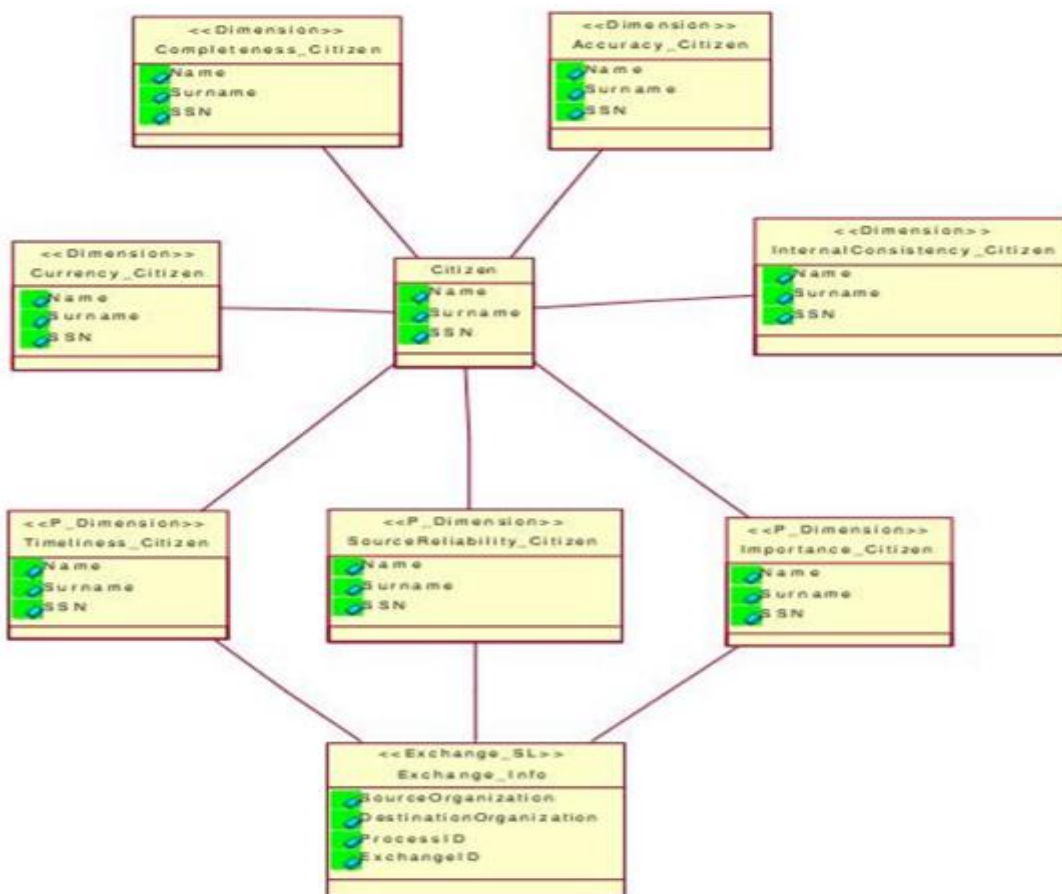 <<Dimension>>
Completeness_Citizen
Name
Surname
SSN
<<Dimension>>
Accuracy_Citizen
Name
Surname
SSN
<<Dimension>>
Currency_Citizen
Name
Surname
SSN
Citizen
Name
Surname
SSN
<<Dimension>>
InternalConsistency_Citizen
Name
Surname
SSN
<<P_Dimension>>
Timeliness_Citizen
Name
Surname
SSN
<<P_Dimension>>
SourceReliability_Citizen
Name
Surname
SSN
<<P_Dimension>>
Importance_Citizen
Name
Surname
SSN
<<Exchange_SL>>
Exchange_Info
SourceOrganization
DestinationOrganization
ProcessID
ExchangeID